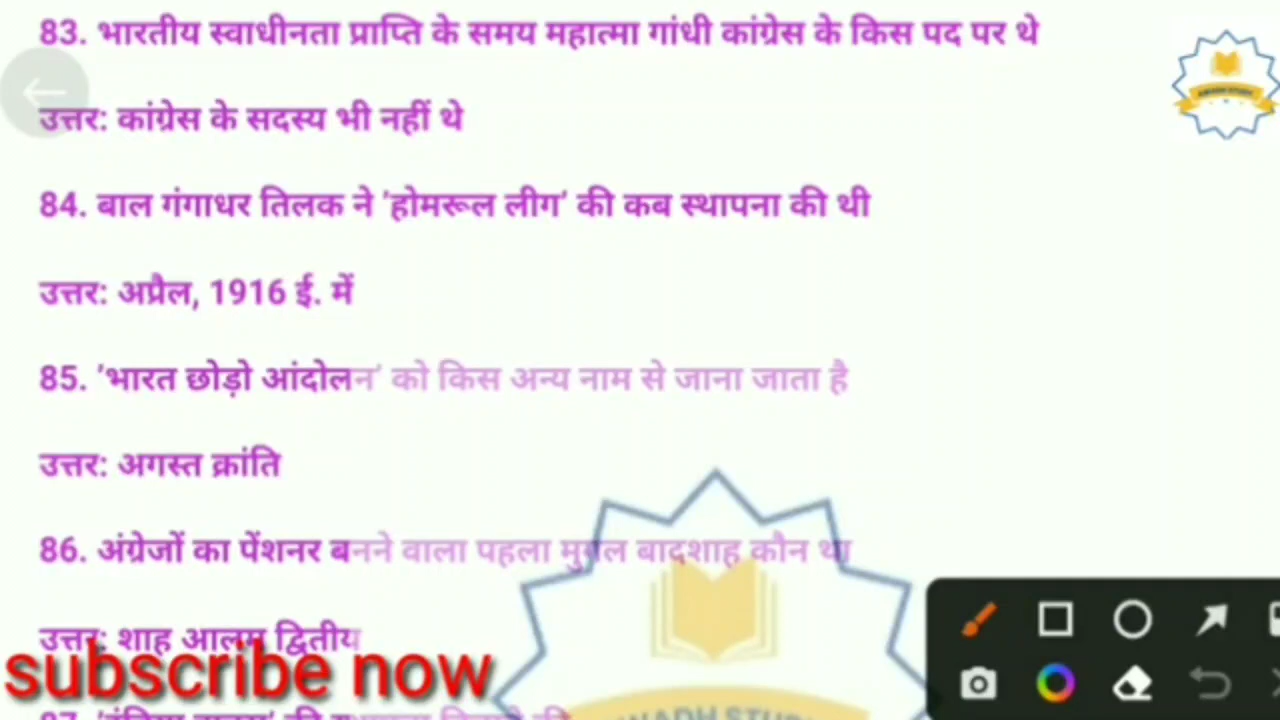 83. भारतीय स्वाधीनता प्राप्ति के समय महात्मा गांधी कांग्रेस के किस पद पर थे
उत्तर: कांग्रेस के सदस्य भी नहीं थे
84. बाल गंगाधर तिलक ने 'होमरूल लीग' की कब स्थापना की थी
उत्तर: अप्रैल, 1916 ई. में
85. 'भारत छोड़ो आंदोलन' को किस अन्य नाम से जाना जाता है
उत्तर: अगस्त क्रांति
86. अंग्रेजों का पेंशनर बनने वाला पहला मुगल बादशाह कौन था
उत्तर: शाह आलम द्वितीय
subscribe now